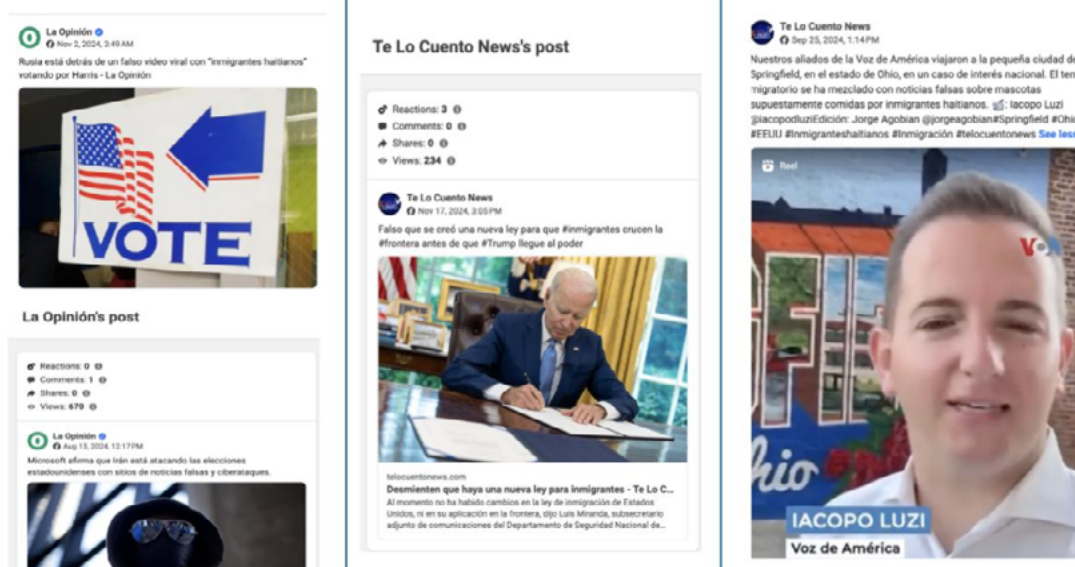 La Opinión
Nov 2, 2024, 3:49 AM
Rusia está detrás de un falso video viral con "inmigrantes haitianos"
votando por Harris - La Opinión
VOTE
La Opinión's post
Reactions: 0
Comments: 1
Shares: 0
Views: 679
La Opinión
Aug 13, 2024, 12:17 PM
Microsoft afirma que Irán está atacando las elecciones
estadounidenses con sitios de noticias falsas y ciberataques.
Te Lo Cuento News's post
Reactions: 3
Comments: 0
Shares: 0
Views: 234
Te Lo Cuento News
Nov 17, 2024, 3:05 PM
Falso que se creó una nueva ley para que #inmigrantes crucen la
#frontera antes de que #Trump llegue al poder
telocuentonews.com
Desmienten que haya una nueva ley para inmigrantes - Te Lo C...
Al momento no ha habido cambios en la ley de inmigración de Estados
Unidos, ni en su aplicación en la frontera, dijo Luis Miranda, subsecretario
adjunto de comunicaciones del Departamento de Seguridad Nacional de...
Te Lo Cuento News
Sep 25, 2024, 1:14 PM
Nuestros aliados de la Voz de América viajaron a la pequeña ciudad de
Springfield, en el estado de Ohio, en un caso de interés nacional. El tem
migratorio se ha mezclado con noticias falsas sobre mascotas
supuestamente comidas por inmigrantes haitianos. : Iacopo Luzi
@iacopodluziEdición: Jorge Agobian @jorgeagobian#Springfield #Ohio
#EEUU #Inmigranteshaitianos #Inmigración #telocuentonews See less
Reel
VOA
hio
IACOPO LUZI
Voz de América